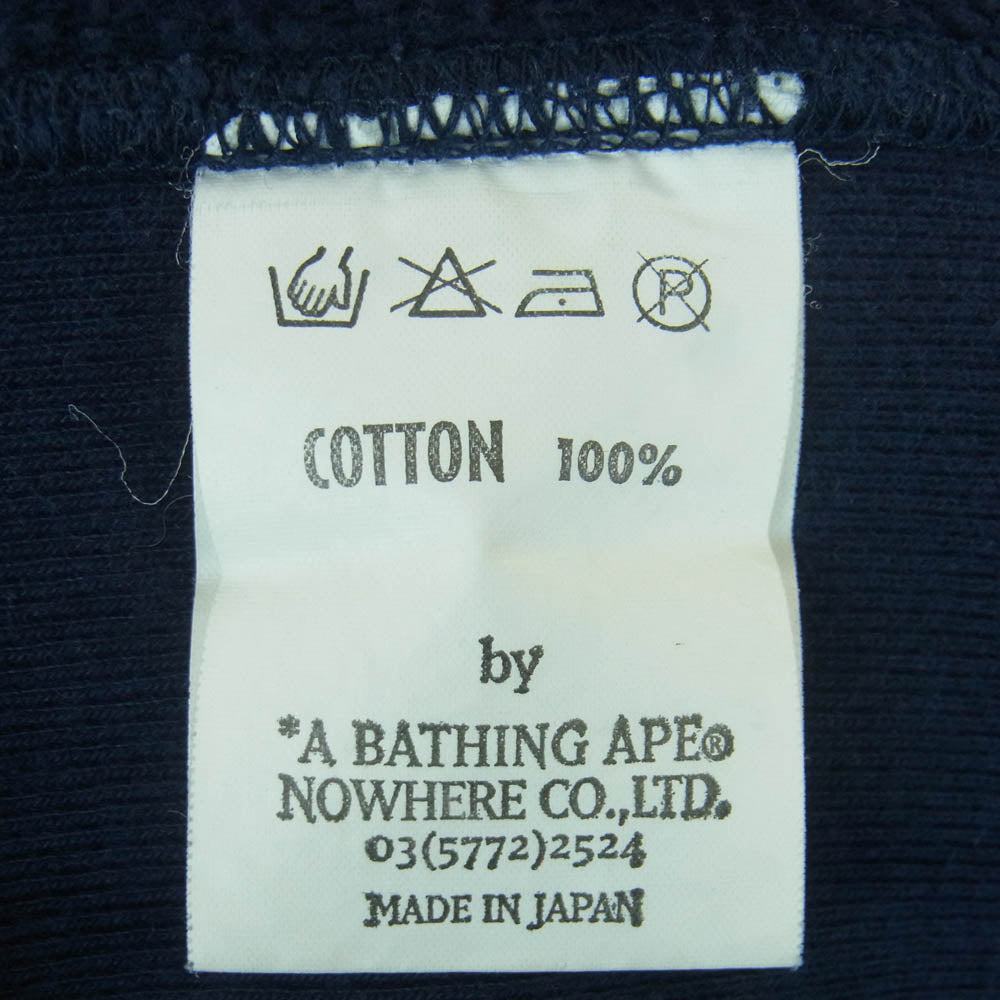 P
COTTON 100%
by
*A BATHING APE®
NOWHERE CO.,LTD.
03(5772)2524
MADE IN JAPAN